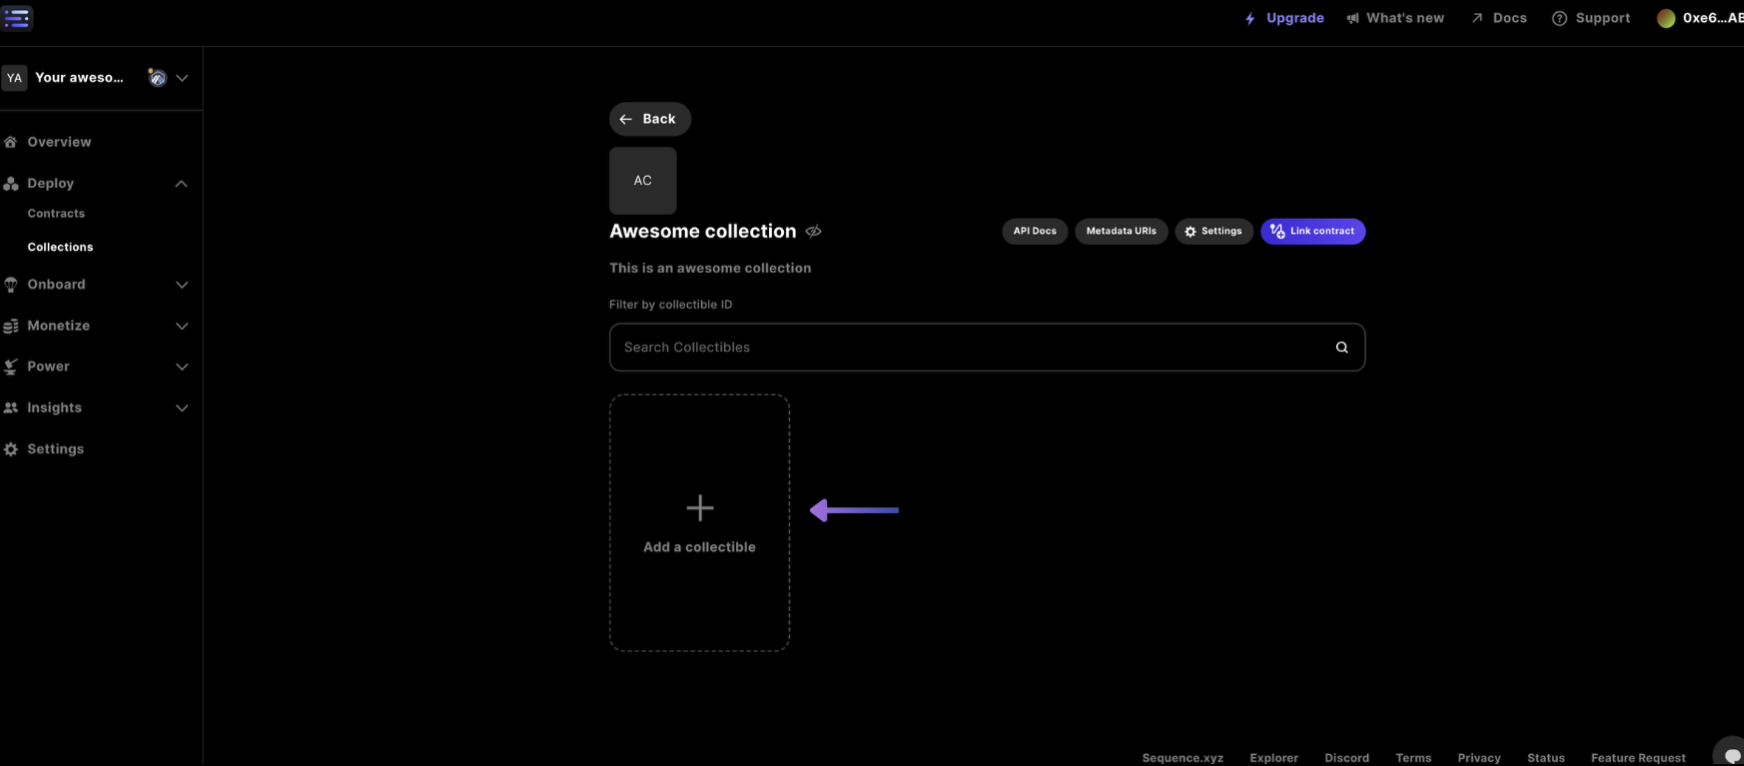 Upgrade What's new Docs Support 0xe6...AB
YA Your aweso...
Overview
Deploy
Contracts
Collections
Onboard
Monetize
Power
Insights
Settings
Back
AC
Awesome collection
API Docs Metadata URIs Settings Link contract
This is an awesome collection
Filter by collectible ID
Search Collectibles
Add a collectible
Sequence.xyz Explorer Discord Terms Privacy Status Feature Request